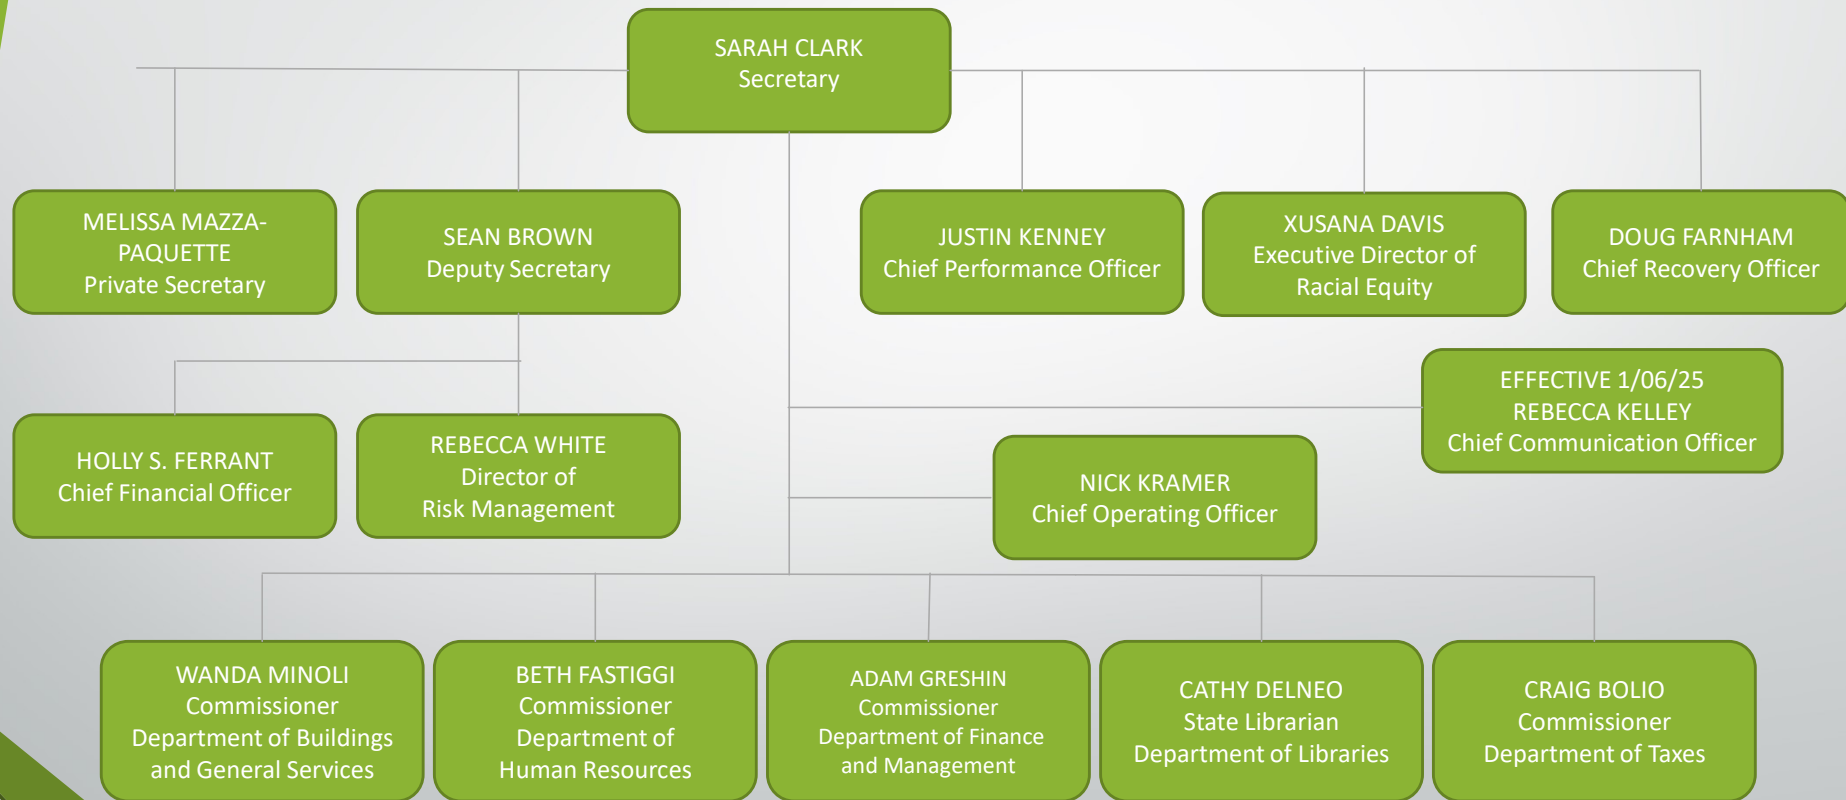 SARAH CLARK
Secretary
MELISSA MAZZA-
PAQUETTE
Private Secretary
SEAN BROWN
Deputy Secretary
JUSTIN KENNEY
Chief Performance Officer
XUSANA DAVIS
Executive Director of
Racial Equity
DOUG FARNHAM
Chief Recovery Officer
EFFECTIVE 1/06/25
REBECCA KELLEY
Chief Communication Officer
HOLLY S. FERRANT
Chief Financial Officer
REBECCA WHITE
Director of
Risk Management
NICK KRAMER
Chief Operating Officer
WANDA MINOLI
Commissioner
Department of Buildings
and General Services
BETH FASTIGGI
Commissioner
Department of
Human Resources
ADAM GRESHIN
Commissioner
Department of Finance
and Management
CATHY DELNEO
State Librarian
Department of Libraries
CRAIG BOLIO
Commissioner
Department of Taxes